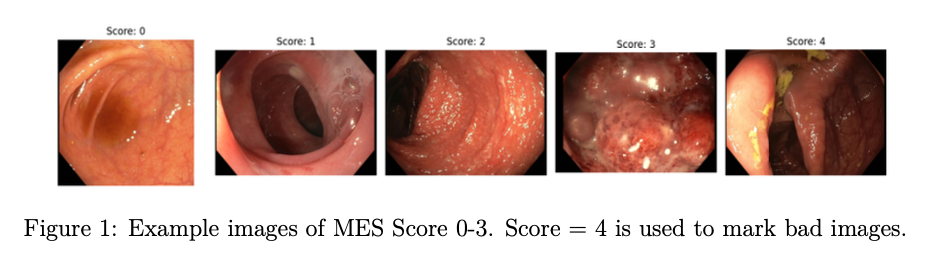 Score: 0
Score: 1
Score: 2
Score: 3
Score: 4
Figure 1: Example images of MES Score 0-3. Score = 4 is used to mark bad images.